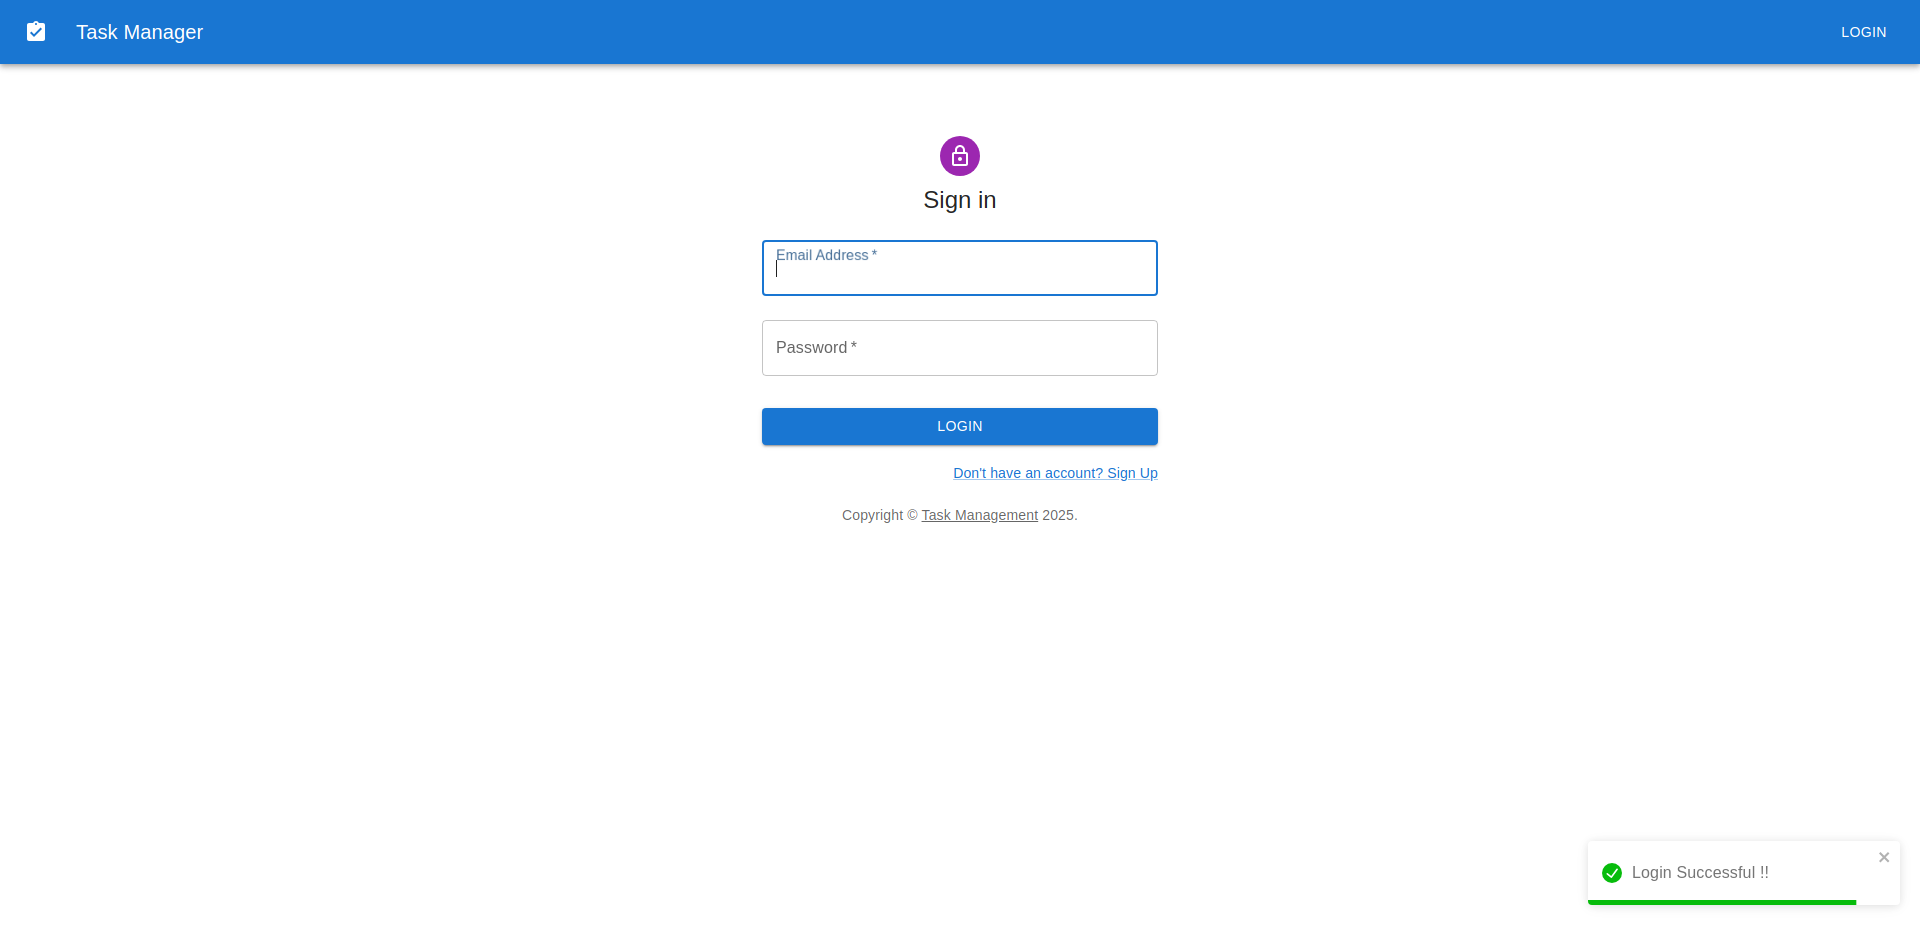 Task Manager
LOGIN
Sign in
Email Address *
Password *
LOGIN
Don't have an account? Sign Up
Copyright © Task Management 2025.
Login Successful !!